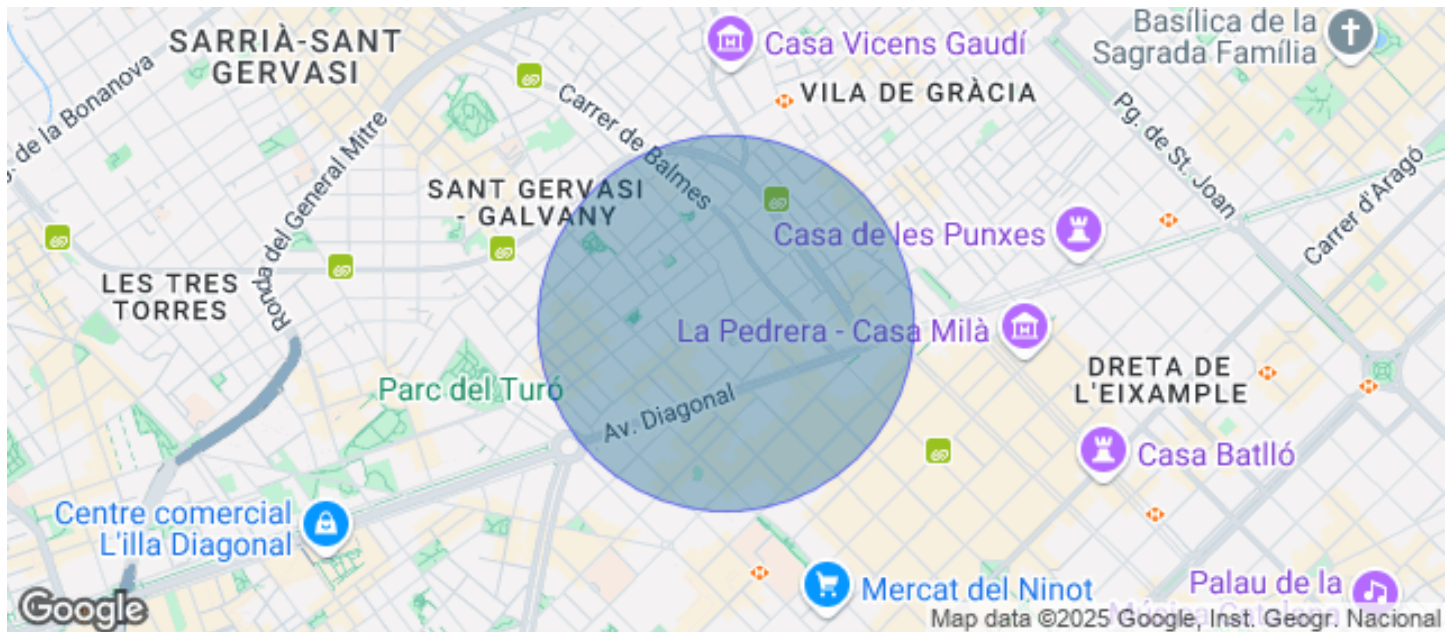 SARRIÀ-SANT
GERVASI
Casa Vicens Gaudí
Basílica de la
Sagrada Família
VILA DE GRÀCIA
. de la Bonanova
Carrer de Balmes
Ronda del General Mitre
Pg. de St. Joan
Carrer d'Aragó
SANT GERVASI
- GALVANY
Casa de les Punxes
LES TRES
TORRES
La Pedrera - Casa Milà
DRETA DE
L'EIXAMPLE
Parc del Turó
Av. Diagonal
Casa Batlló
Centre comercial
L'illa Diagonal
Mercat del Ninot
Palau de la
Música Catalana
Google
Map data ©2025 Google, Inst. Geogr. Nacional